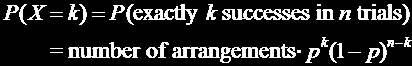 P(X = k) = P(exactly k successes in n trials)
= number of arrangements· p^k(1 − p)^{n−k}